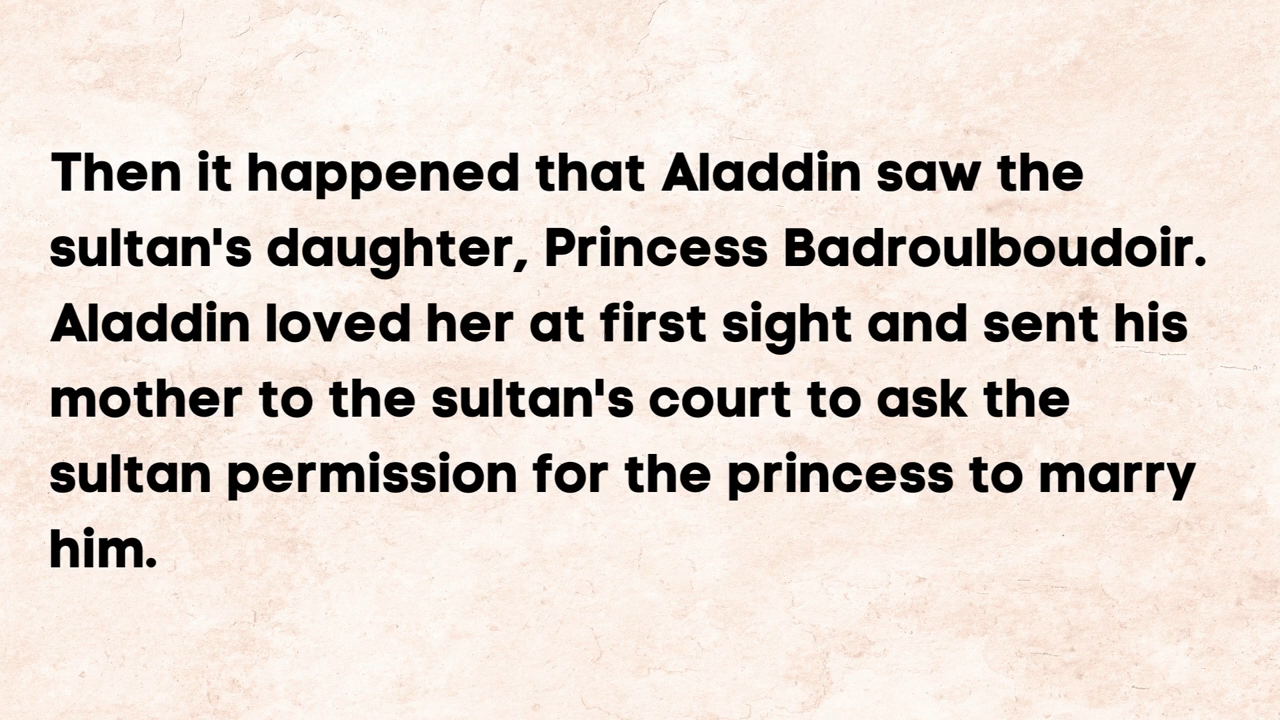 Then it happened that Aladdin saw the
sultan's daughter, Princess Badroulboudoir.
Aladdin loved her at first sight and sent his
mother to the sultan's court to ask the
sultan permission for the princess to marry
him.